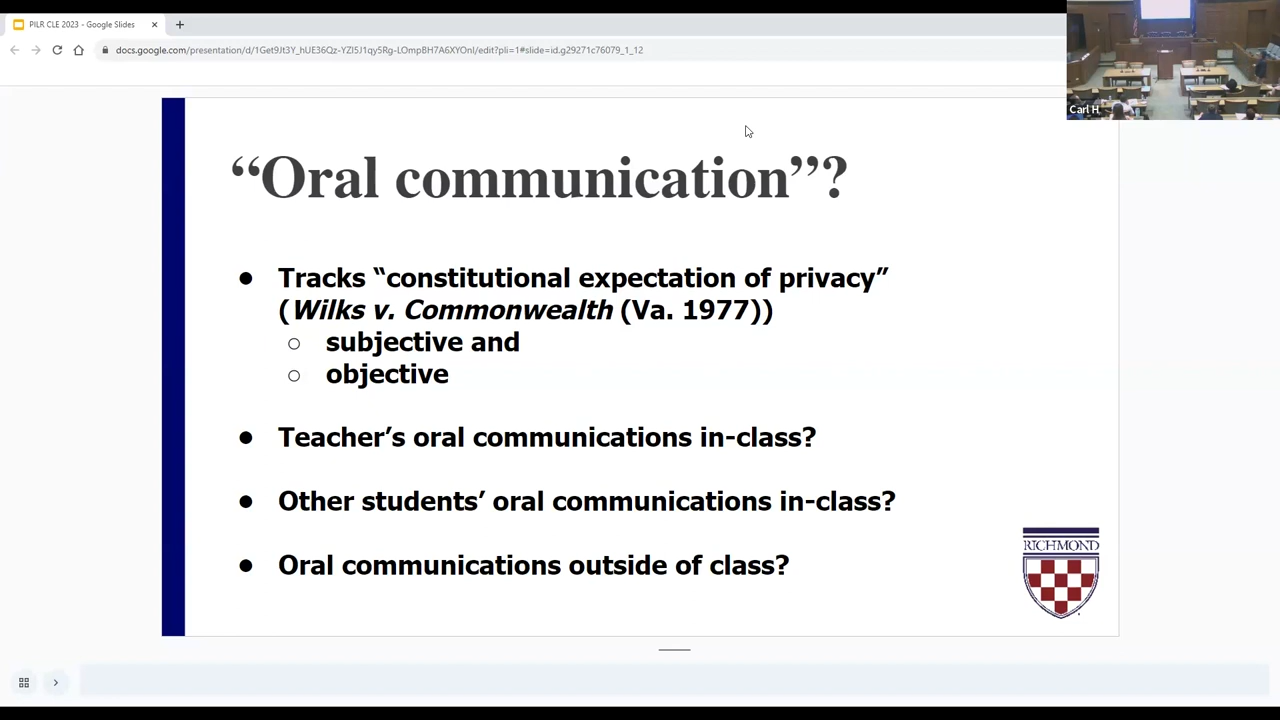 PILR CLE 2023 - Google Slides
docs.google.com/presentation/d/1Get9Jt3Y_hUE36Qz-YZl5J1qy5Rg-LOmpBH7A6XYOnI/edit?pli=1#slide=id.g29271c76079_1_12
Carl H.
“Oral communication”?
● Tracks “constitutional expectation of privacy”
(Wilks v. Commonwealth (Va. 1977))
○ subjective and
○ objective
● Teacher’s oral communications in-class?
● Other students’ oral communications in-class?
● Oral communications outside of class?
RICHMOND